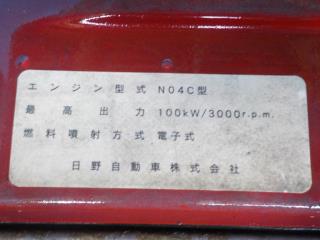 エンジン型式 N04C型
最高出力 100kW/3000r.p.m.
燃料噴射方式 電子式
日野自動車株式会社